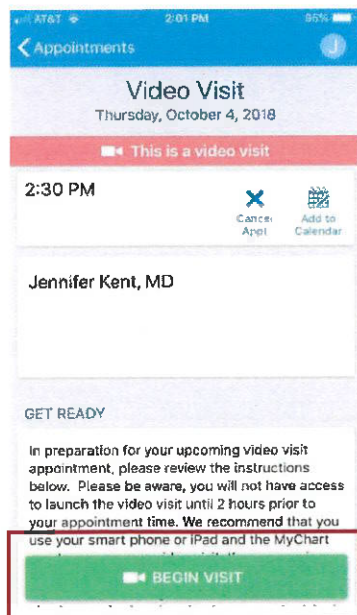 AT&T 2:01 PM 95%
Appointments J
Video Visit
Thursday, October 4, 2018
This is a video visit
2:30 PM
Cancel Add to
Appt Calendar
Jennifer Kent, MD
GET READY
In preparation for your upcoming video visit
appointment, please review the instructions
below. Please be aware, you will not have access
to launch the video visit until 2 hours prior to
your appointment time. We recommend that you
use your smart phone or iPad and the MyChart
BEGIN VISIT